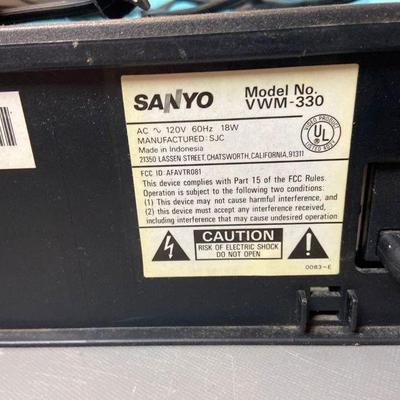 SANYO
Model No.
VWM-330
AC ~ 120V 60Hz 18W
MANUFACTURED: SJC
Made in Indonesia
21350 LASSEN STREET, CHATSWORTH, CALIFORNIA, 91311
VIDEO PRODUCT
UL
LISTED
FCC ID: AFAVTR081
This device complies with Part 15 of the FCC Rules.
Operation is subject to the following two conditions:
(1) This device may not cause harmful interference, and
(2) this device must accept any interference received,
including interference that may cause undesired operation.
CAUTION
RISK OF ELECTRIC SHOCK
DO NOT OPEN
0083-E